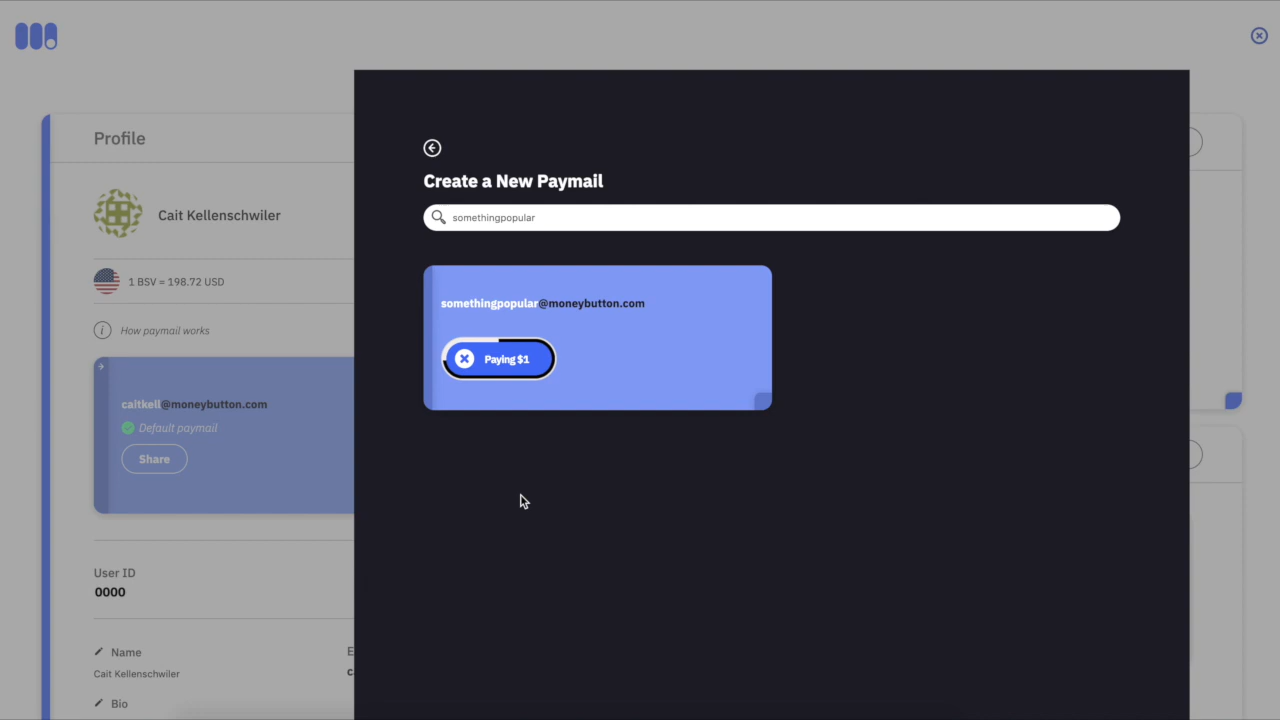 Profile
Cait Kellenschwiler
1 BSV = 198.72 USD
How paymail works
caitkell@moneybutton.com
Default paymail
Share
User ID
0000
Name
Cait Kellenschwiler
Bio
Create a New Paymail
somethingpopular
somethingpopular@moneybutton.com
Paying $1